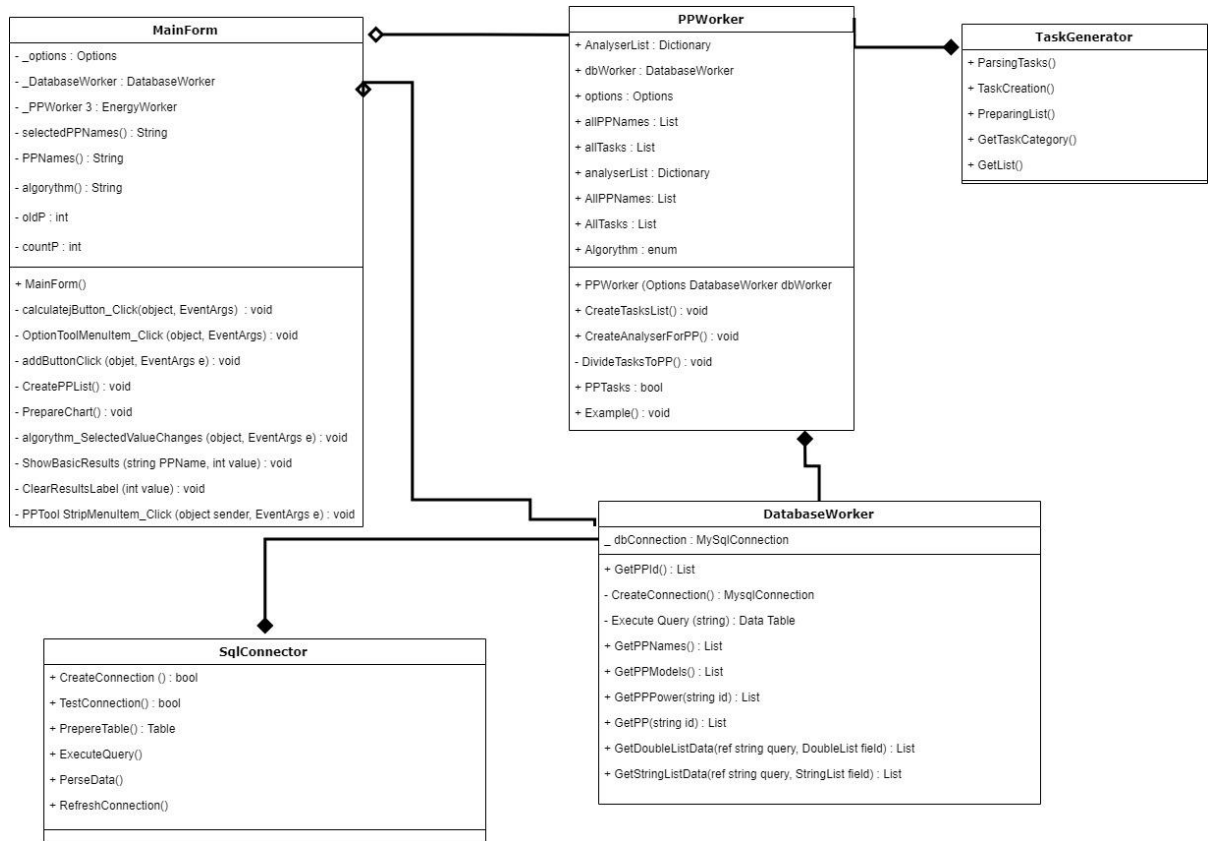 MainForm
- _options : Options
- _DatabaseWorker : DatabaseWorker
- _PPWorker 3 : EnergyWorker
- selectedPPNames() : String
- PPNames() : String
- algorythm() : String
- oldP : int
- countP : int
+ MainForm()
- calculatejButton_Click(object, EventArgs) : void
- OptionToolMenuItem_Click (object, EventArgs) : void
- addButtonClick (objet, EventArgs e) : void
- CreatePPList() : void
- PrepareChart() : void
- algorythm_SelectedValueChanges (object, EventArgs e) : void
- ShowBasicResults (string PPName, int value) : void
- ClearResultsLabel (int value) : void
- PPTool StripMenuItem_Click (object sender, EventArgs e) : void
PPWorker
+ AnalyserList : Dictionary
+ dbWorker : DatabaseWorker
+ options : Options
+ allPPNames : List
+ allTasks : List
+ analyserList : Dictionary
+ AllPPNames: List
+ AllTasks : List
+ Algorythm : enum
+ PPWorker (Options DatabaseWorker dbWorker
+ CreateTasksList() : void
+ CreateAnalyserForPP() : void
- DivideTasksToPP() : void
+ PPTasks : bool
+ Example() : void
TaskGenerator
+ ParsingTasks()
+ TaskCreation()
+ PreparingList()
+ GetTaskCategory()
+ GetList()
DatabaseWorker
_ dbConnection : MySqlConnection
+ GetPPId() : List
- CreateConnection() : MysqlConnection
- Execute Query (string) : Data Table
+ GetPPNames() : List
+ GetPPModels() : List
+ GetPPPower(string id) : List
+ GetPP(string id) : List
+ GetDoubleListData(ref string query, DoubleList field) : List
+ GetStringListData(ref string query, StringList field) : List
SqlConnector
+ CreateConnection () : bool
+ TestConnection() : bool
+ PrepereTable() : Table
+ ExecuteQuery()
+ PerseData()
+ RefreshConnection()